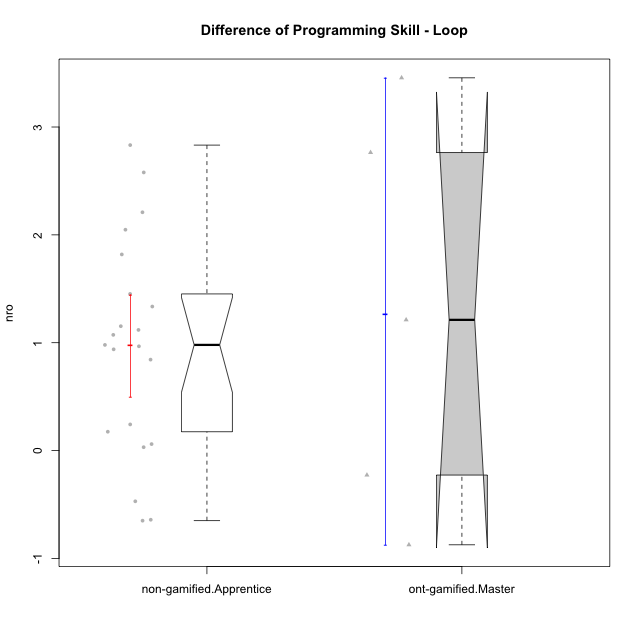 Difference of Programming Skill - Loop
nro
3
2
1
0
-1
non-gamified.Apprentice
ont-gamified.Master